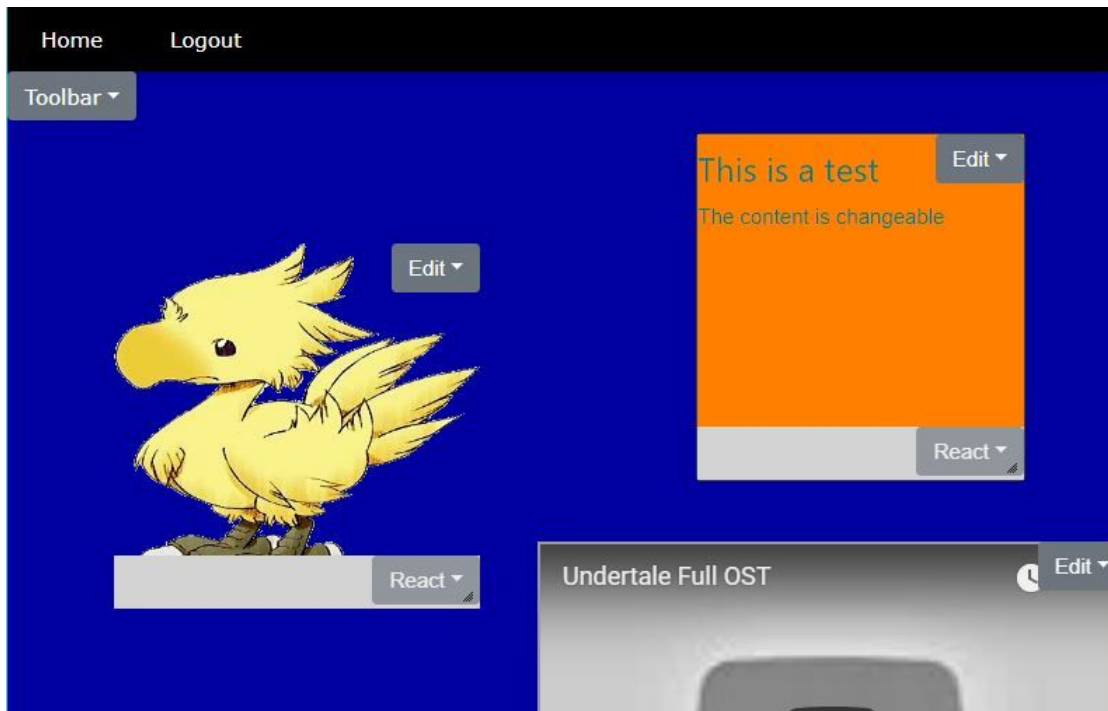 Home Logout
Toolbar
Edit
This is a test
The content is changeable
Edit
React
React
Undertale Full OST
Edit